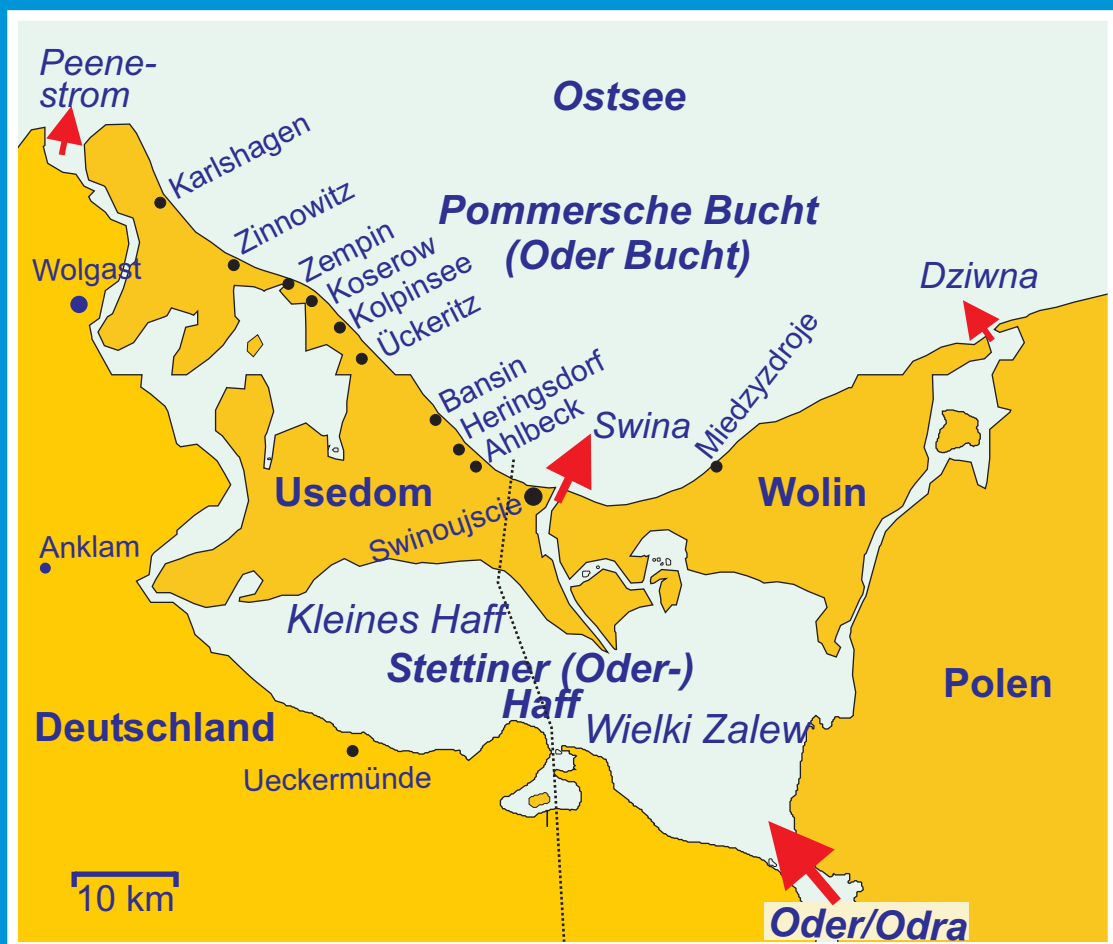 Peene-
strom
Ostsee
Karlshagen
Pommersche Bucht
(Oder Bucht)
Zinnowitz
Zempin
Koserow
Kolpinsee
Ückeritz
Wolgast
Dziwna
Bansin
Heringsdorf
Ahlbeck
Swina
Miedzyzdroje
Usedom
Wolin
Swinoujscie
Anklam
Kleines Haff
Stettiner (Oder-)
Haff
Wielki Zalew
Polen
Deutschland
Ueckermünde
10 km
Oder/Odra